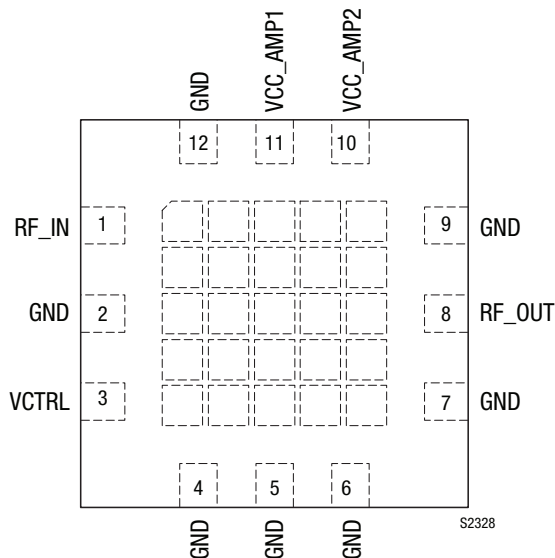 GND
VCC_AMP1
VCC_AMP2
12
11
10
RF_IN
1
9
GND
GND
2
8
RF_OUT
VCTRL
3
7
GND
4
5
6
GND
GND
GND
S2328